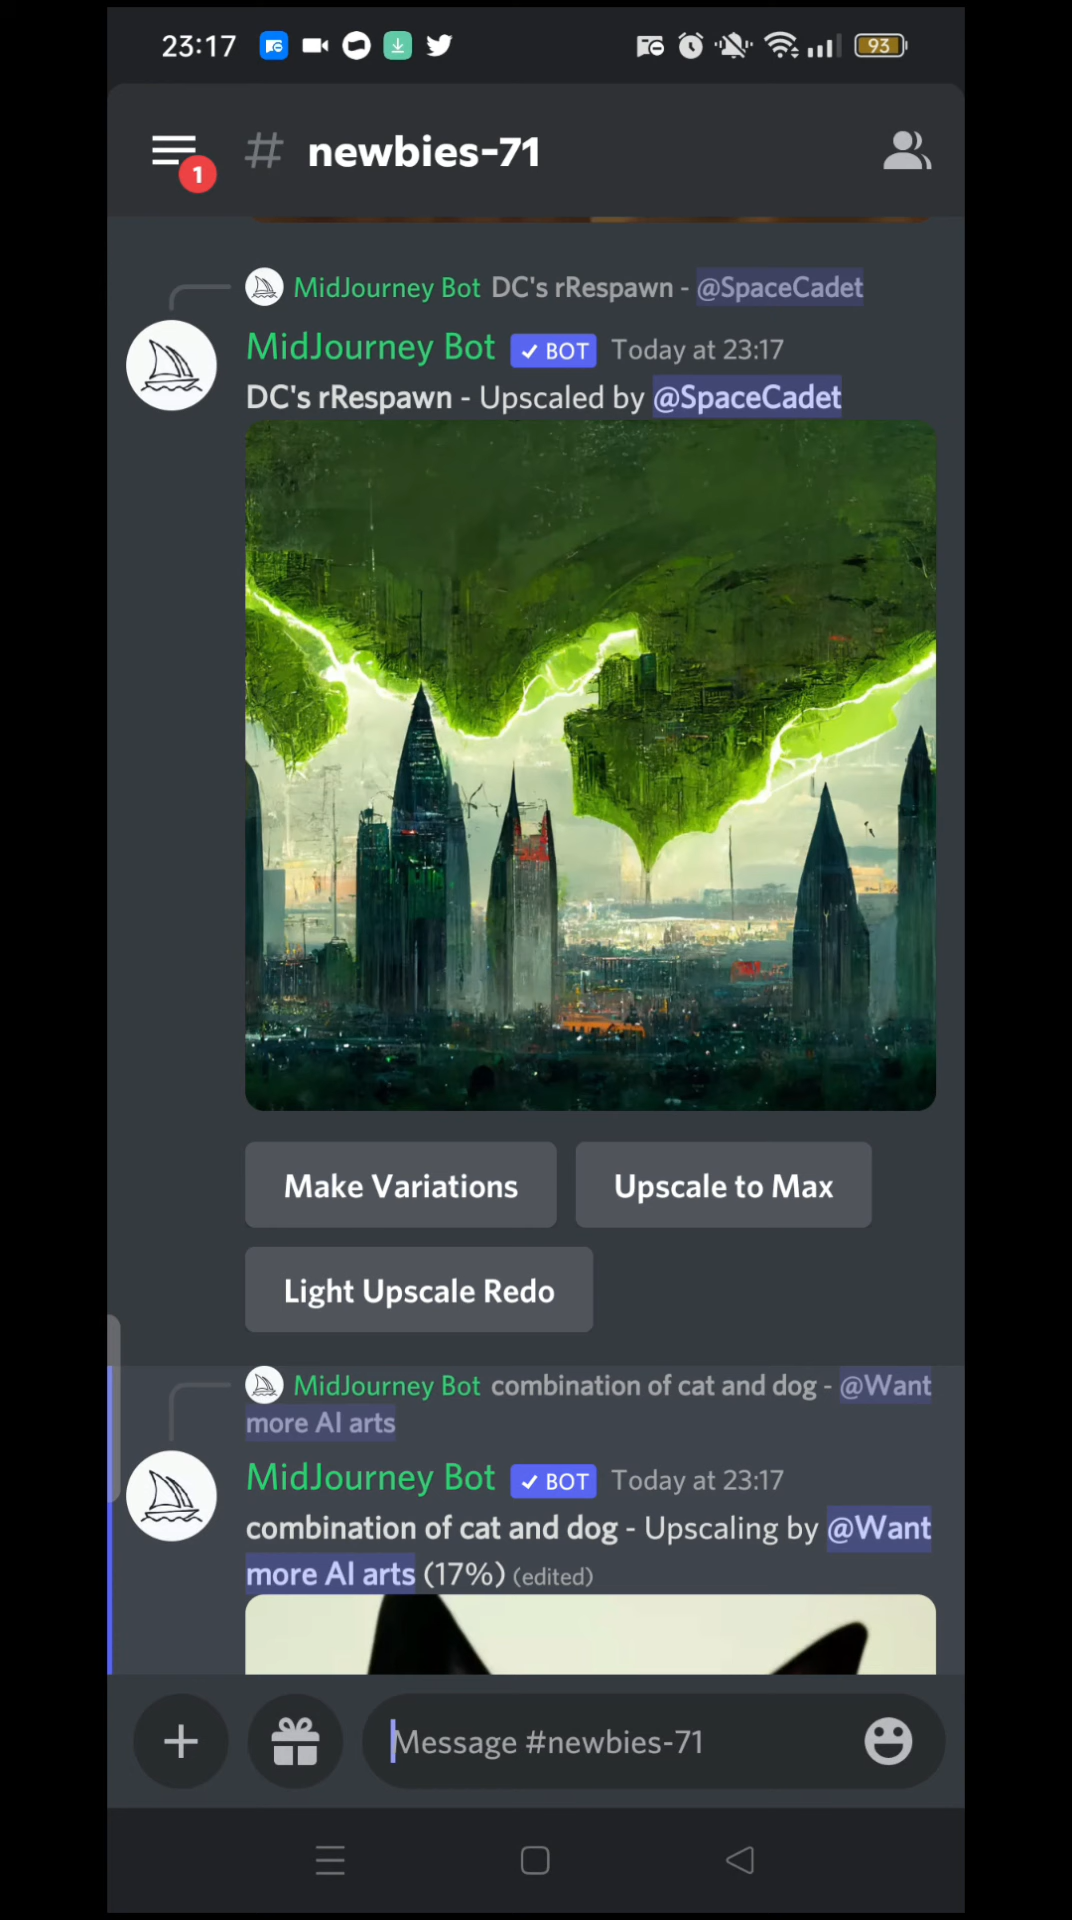 23:17
93
1
# newbies-71
MidJourney Bot DC's rRespawn - @SpaceCadet
MidJourney Bot ✓ BOT Today at 23:17
DC's rRespawn - Upscaled by @SpaceCadet
Make Variations
Upscale to Max
Light Upscale Redo
MidJourney Bot combination of cat and dog - @Want
more AI arts
MidJourney Bot ✓ BOT Today at 23:17
combination of cat and dog - Upscaling by @Want
more AI arts (17%) (edited)
Message #newbies-71